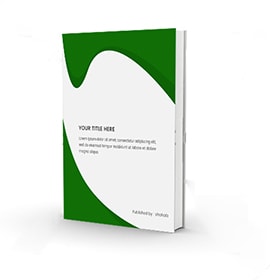 YOUR TITLE HERE
Lorem ipsum dolor sit amet, consectetur adipiscing elit,
sed do eiusmod tempor incididunt ut labore et dolore
magna aliqua.
Published by